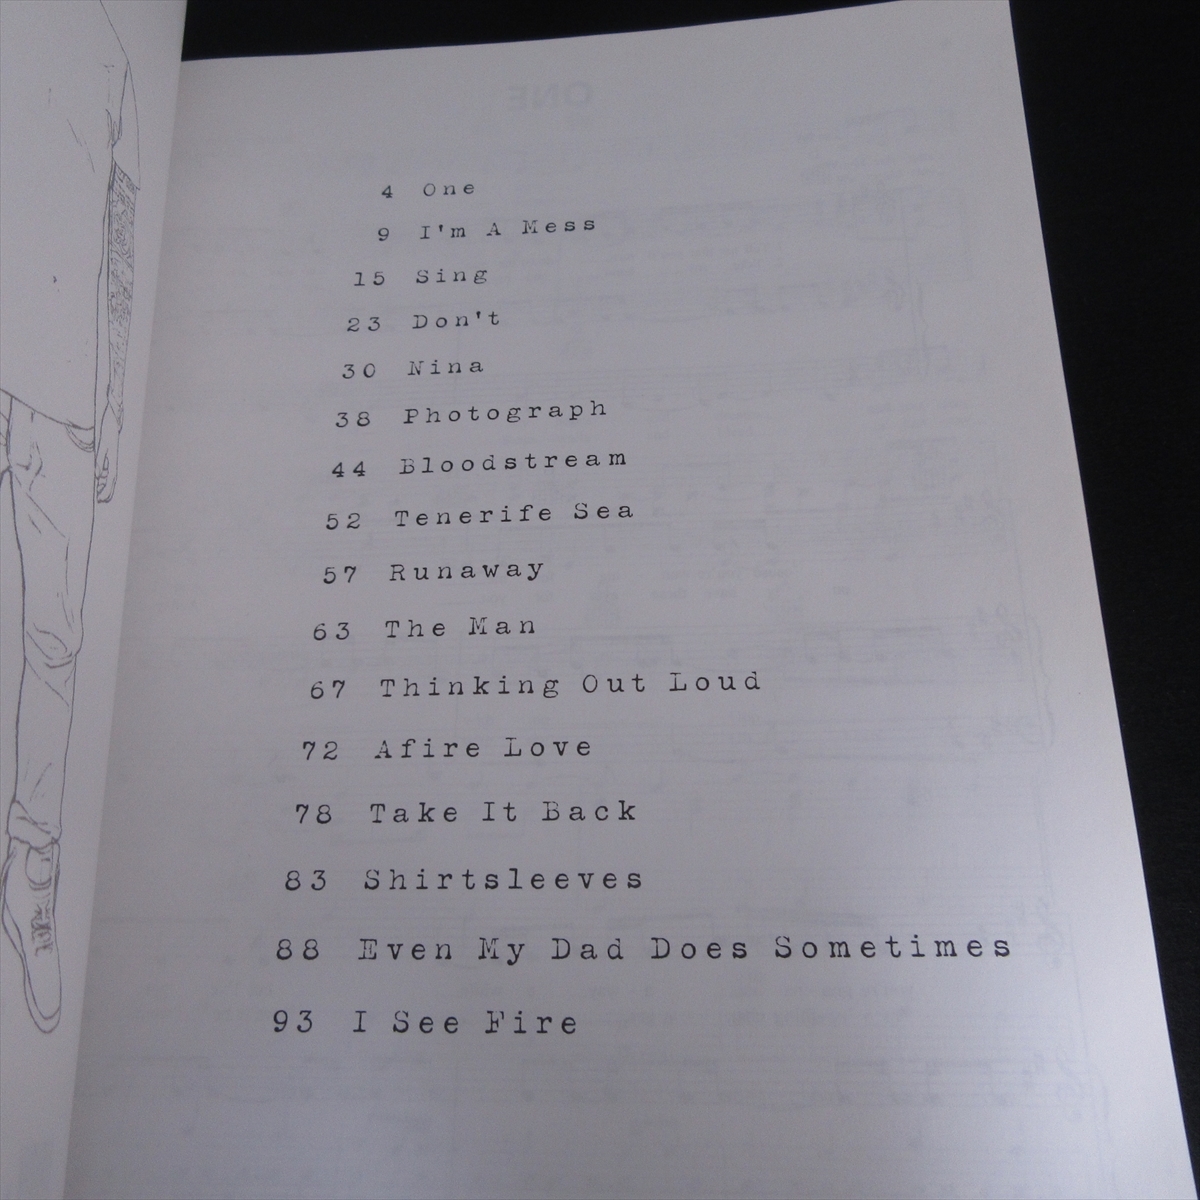 ONE
4 One
9 I'm A Mess
15 Sing
23 Don't
30 Nina
38 Photograph
44 Bloodstream
52 Tenerife Sea
57 Runaway
63 The Man
67 Thinking Out Loud
72 Afire Love
78 Take It Back
83 Shirtsleeves
88 Even My Dad Does Sometimes
93 I See Fire